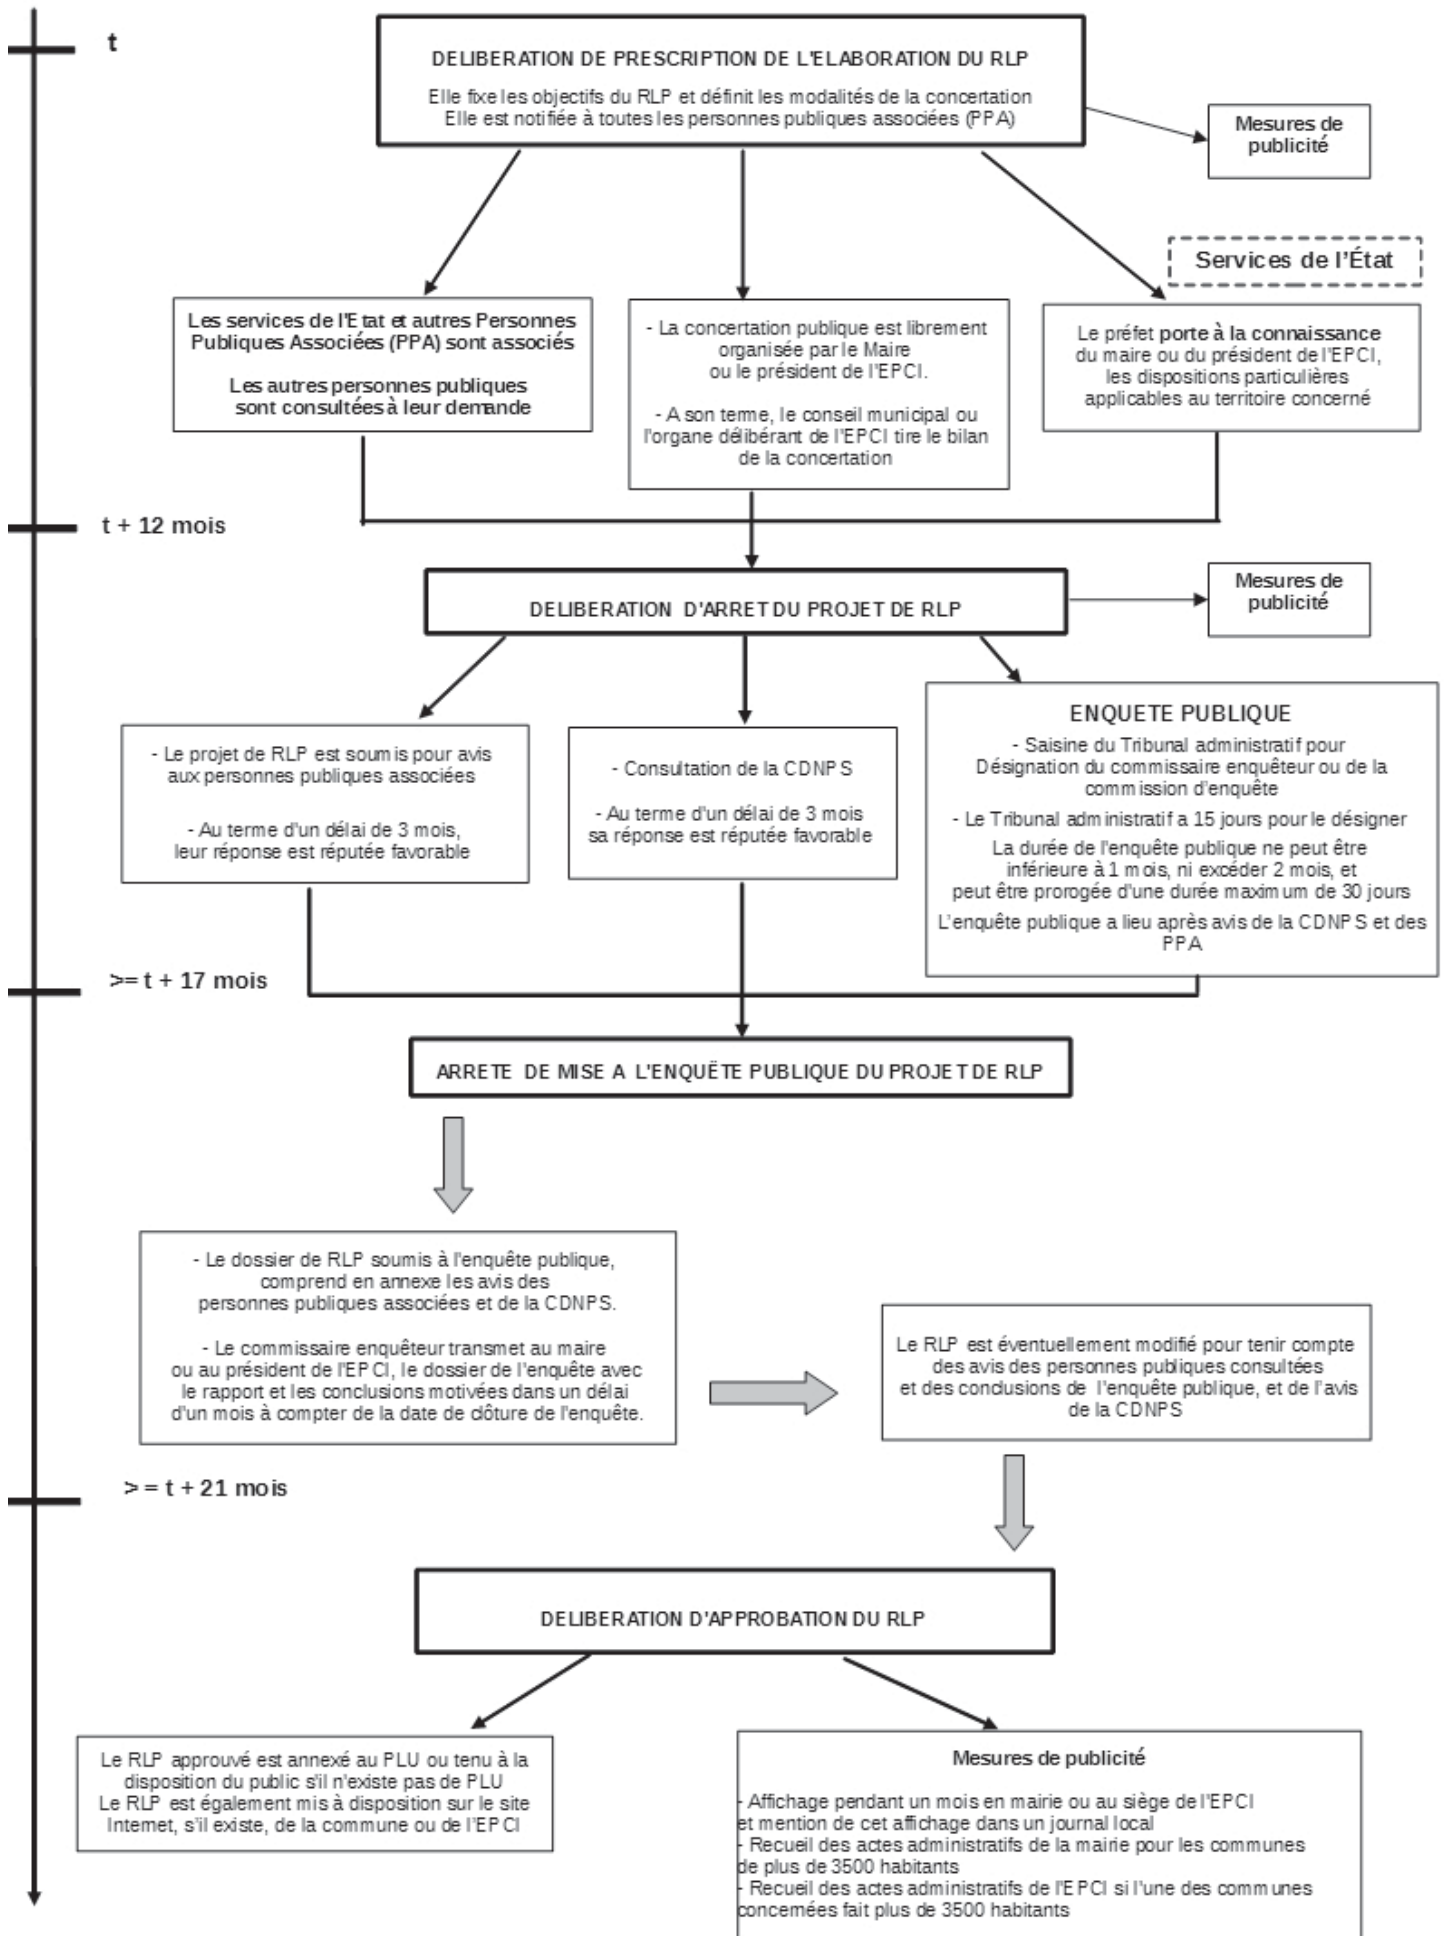 t
DELIBERATION DE PRESCRIPTION DE L'ELABORATION DU RLP
Elle fixe les objectifs du RLP et définit les modalités de la concertation
Elle est notifiée à toutes les personnes publiques associées (PPA)
Mesures de
publicité
Services de l'État
Les services de l'Etat et autres Personnes
Publiques Associées (PPA) sont associés
Les autres personnes publiques
sont consultées à leur demande
- La concertation publique est librement
organisée par le Maire
ou le président de l'EPCI.
- A son terme, le conseil municipal ou
l'organe délibérant de l'EPCI tire le bilan
de la concertation
Le préfet porte à la connaissance
du maire ou du président de l'EPCI,
les dispositions particulières
applicables au territoire concerné
t + 12 mois
DELIBERATION D'ARRET DU PROJET DE RLP
Mesures de
publicité
- Le projet de RLP est soumis pour avis
aux personnes publiques associées
- Au terme d'un délai de 3 mois,
leur réponse est réputée favorable
- Consultation de la CDNPS
- Au terme d'un délai de 3 mois
sa réponse est réputée favorable
ENQUETE PUBLIQUE
- Saisine du Tribunal administratif pour
Désignation du commissaire enquêteur ou de la
commission d'enquête
- Le Tribunal administratif a 15 jours pour le désigner
La durée de l'enquête publique ne peut être
inférieure à 1 mois, ni excéder 2 mois, et
peut être prorogée d'une durée maximum de 30 jours
L'enquête publique a lieu après avis de la CDNPS et des
PPA
>= t + 17 mois
ARRETE DE MISE A L'ENQUËTE PUBLIQUE DU PROJET DE RLP
- Le dossier de RLP soumis à l'enquête publique,
comprend en annexe les avis des
personnes publiques associées et de la CDNPS.
- Le commissaire enquêteur transmet au maire
ou au président de l'EPCI, le dossier de l'enquête avec
le rapport et les conclusions motivées dans un délai
d'un mois à compter de la date de clôture de l'enquête.
Le RLP est éventuellement modifié pour tenir compte
des avis des personnes publiques consultées
et des conclusions de l'enquête publique, et de l'avis
de la CDNPS
> = t + 21 mois
DELIBERATION D'APPROBATION DU RLP
Le RLP approuvé est annexé au PLU ou tenu à la
disposition du public s'il n'existe pas de PLU
Le RLP est également mis à disposition sur le site
Internet, s'il existe, de la commune ou de l'EPCI
Mesures de publicité
- Affichage pendant un mois en mairie ou au siège de l'EPCI
et mention de cet affichage dans un journal local
- Recueil des actes administratifs de la mairie pour les communes
de plus de 3500 habitants
- Recueil des actes administratifs de l'EPCI si l'une des communes
concernées fait plus de 3500 habitants